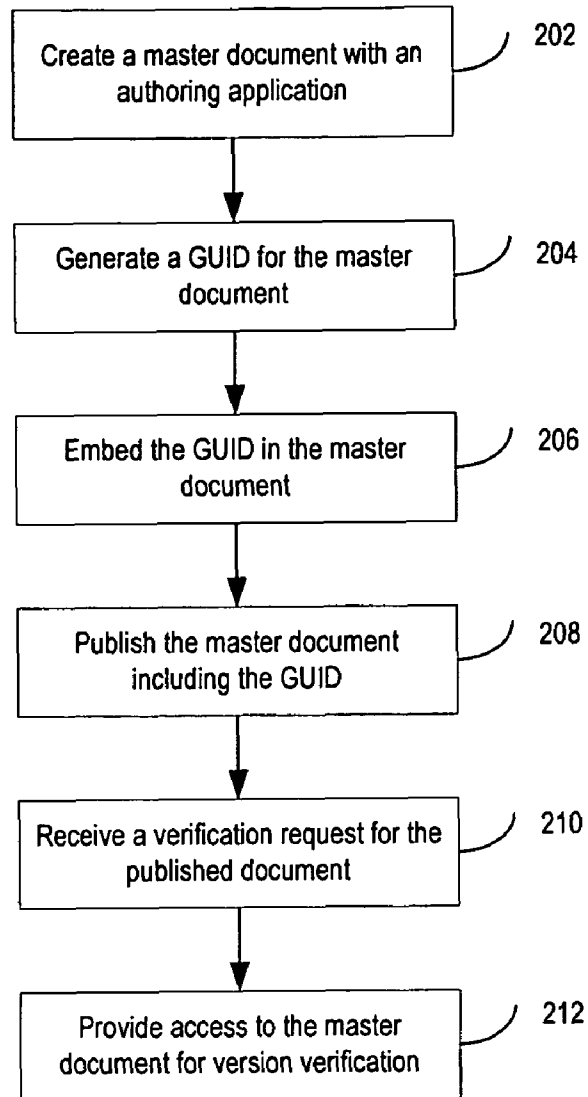 Create a master document with an
authoring application
202
Generate a GUID for the master
document
204
Embed the GUID in the master
document
206
Publish the master document
including the GUID
208
Receive a verification request for the
published document
210
Provide access to the master
document for version verification
212